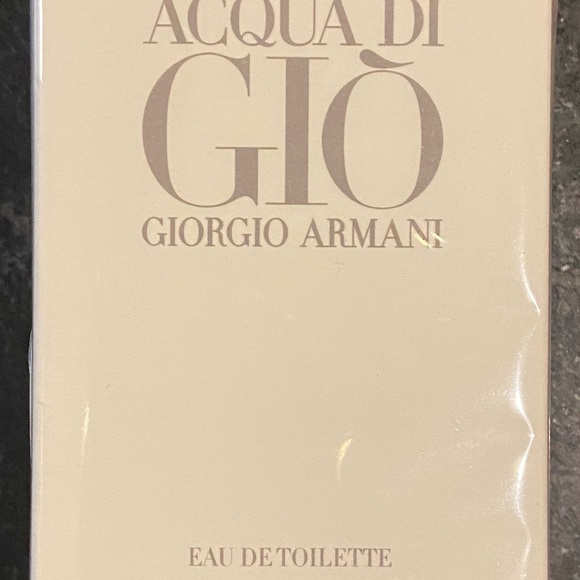 ACQUA DI
GIÒ
GIORGIO ARMANI
EAU DE TOILETTE